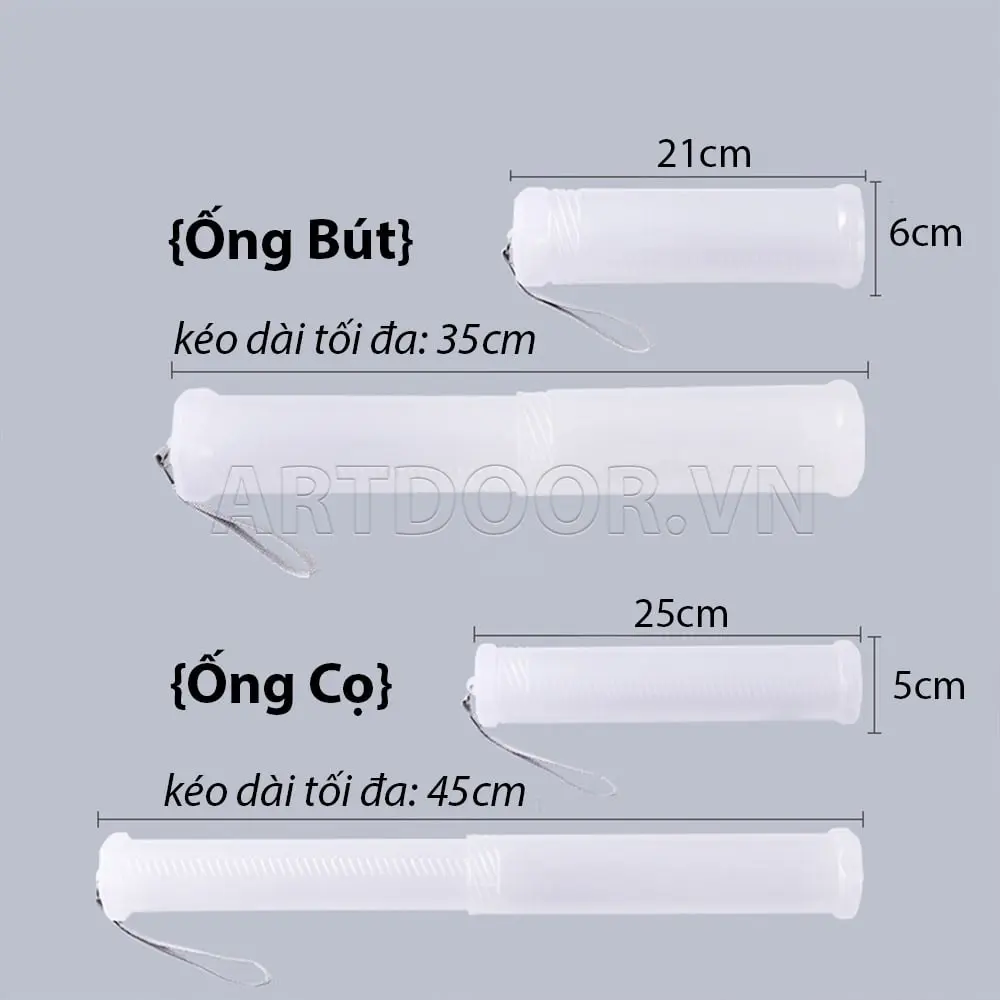 21cm
{Ống Bút}
6cm
kéo dài tối đa: 35cm
ARTDOOR.VN
25cm
{Ống Cọ}
5cm
kéo dài tối đa: 45cm